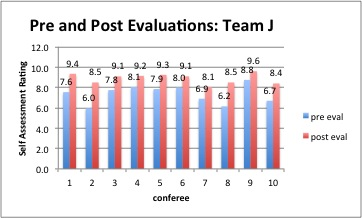 Pre and Post Evaluations: Team J
Self Assessment Rating
12.0
10.0
8.0
6.0
4.0
2.0
0.0
7.6 9.4 6.0 8.5 7.8 9.1 8.1 9.2 7.9 9.3 8.0 9.1 6.9 8.1 6.2 8.5 8.8 9.6 6.7 8.4
1 2 3 4 5 6 7 8 9 10
conferee
pre eval
post eval